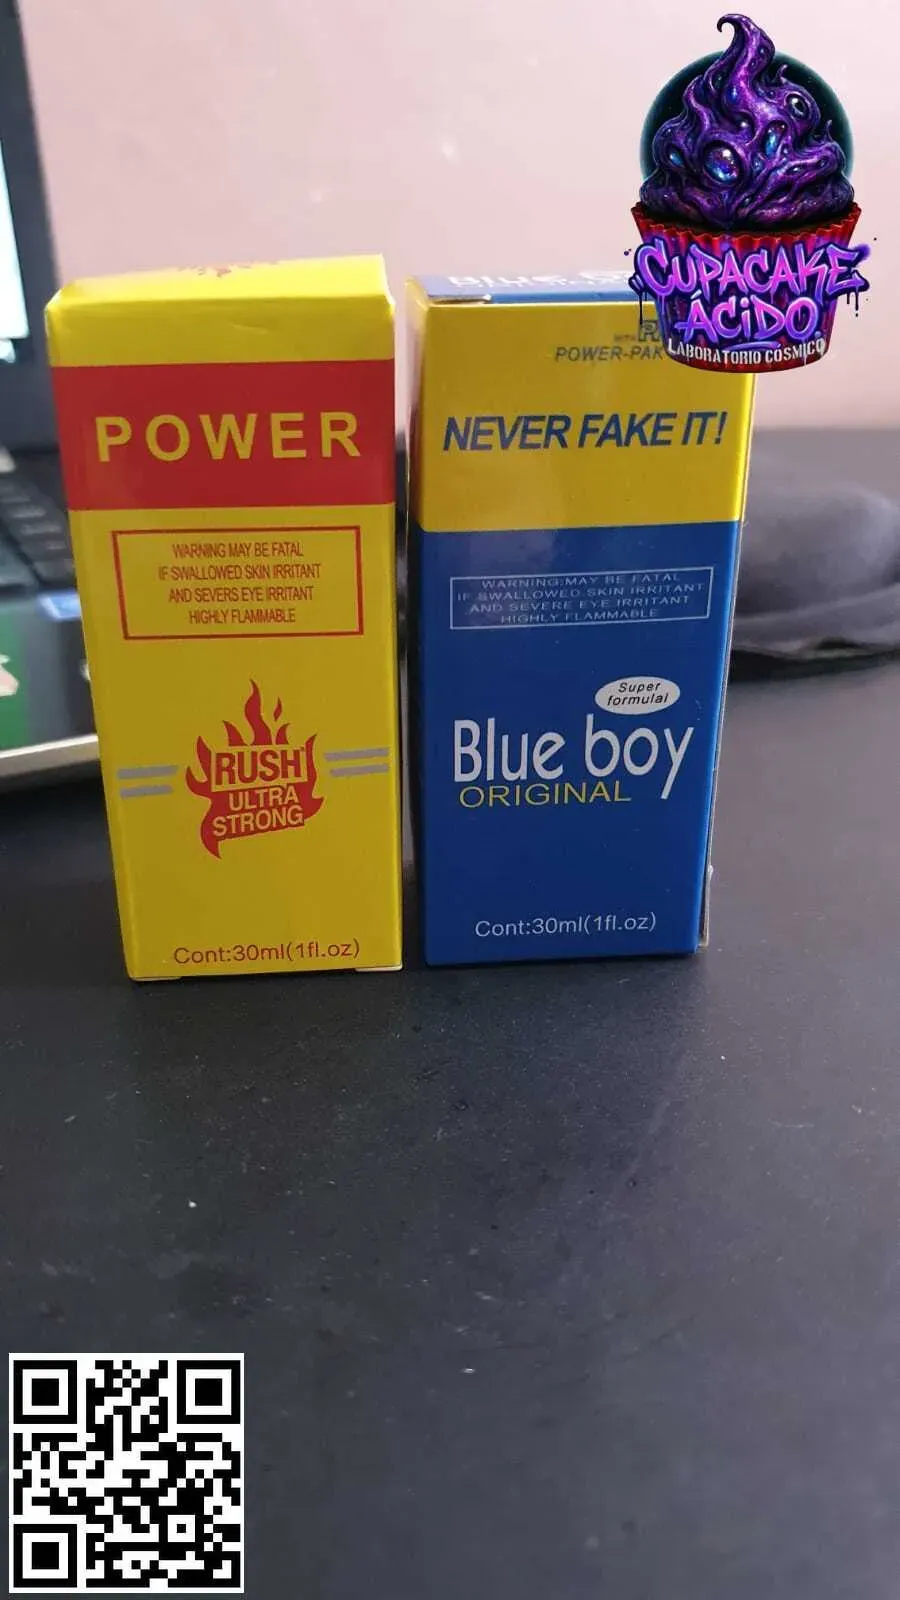 CUPACAKE
ÁCIDO
LABORATORIO COSMICO
POWER
WARNING MAY BE FATAL
IF SWALLOWED SKIN IRRITANT
AND SEVERS EYE IRRITANT
HIGHLY FLAMMABLE
RUSH
ULTRA
STRONG
Cont:30ml(1fl.oz)
POWER-PAK
NEVER FAKE IT!
WARNING:MAY BE FATAL
IF SWALLOWED.SKIN IRRITANT
AND SEVERE EYE IRRITANT
HIGHLY FLAMMABLE
Super
formulal
Blue boy
ORIGINAL
Cont:30ml(1fl.oz)